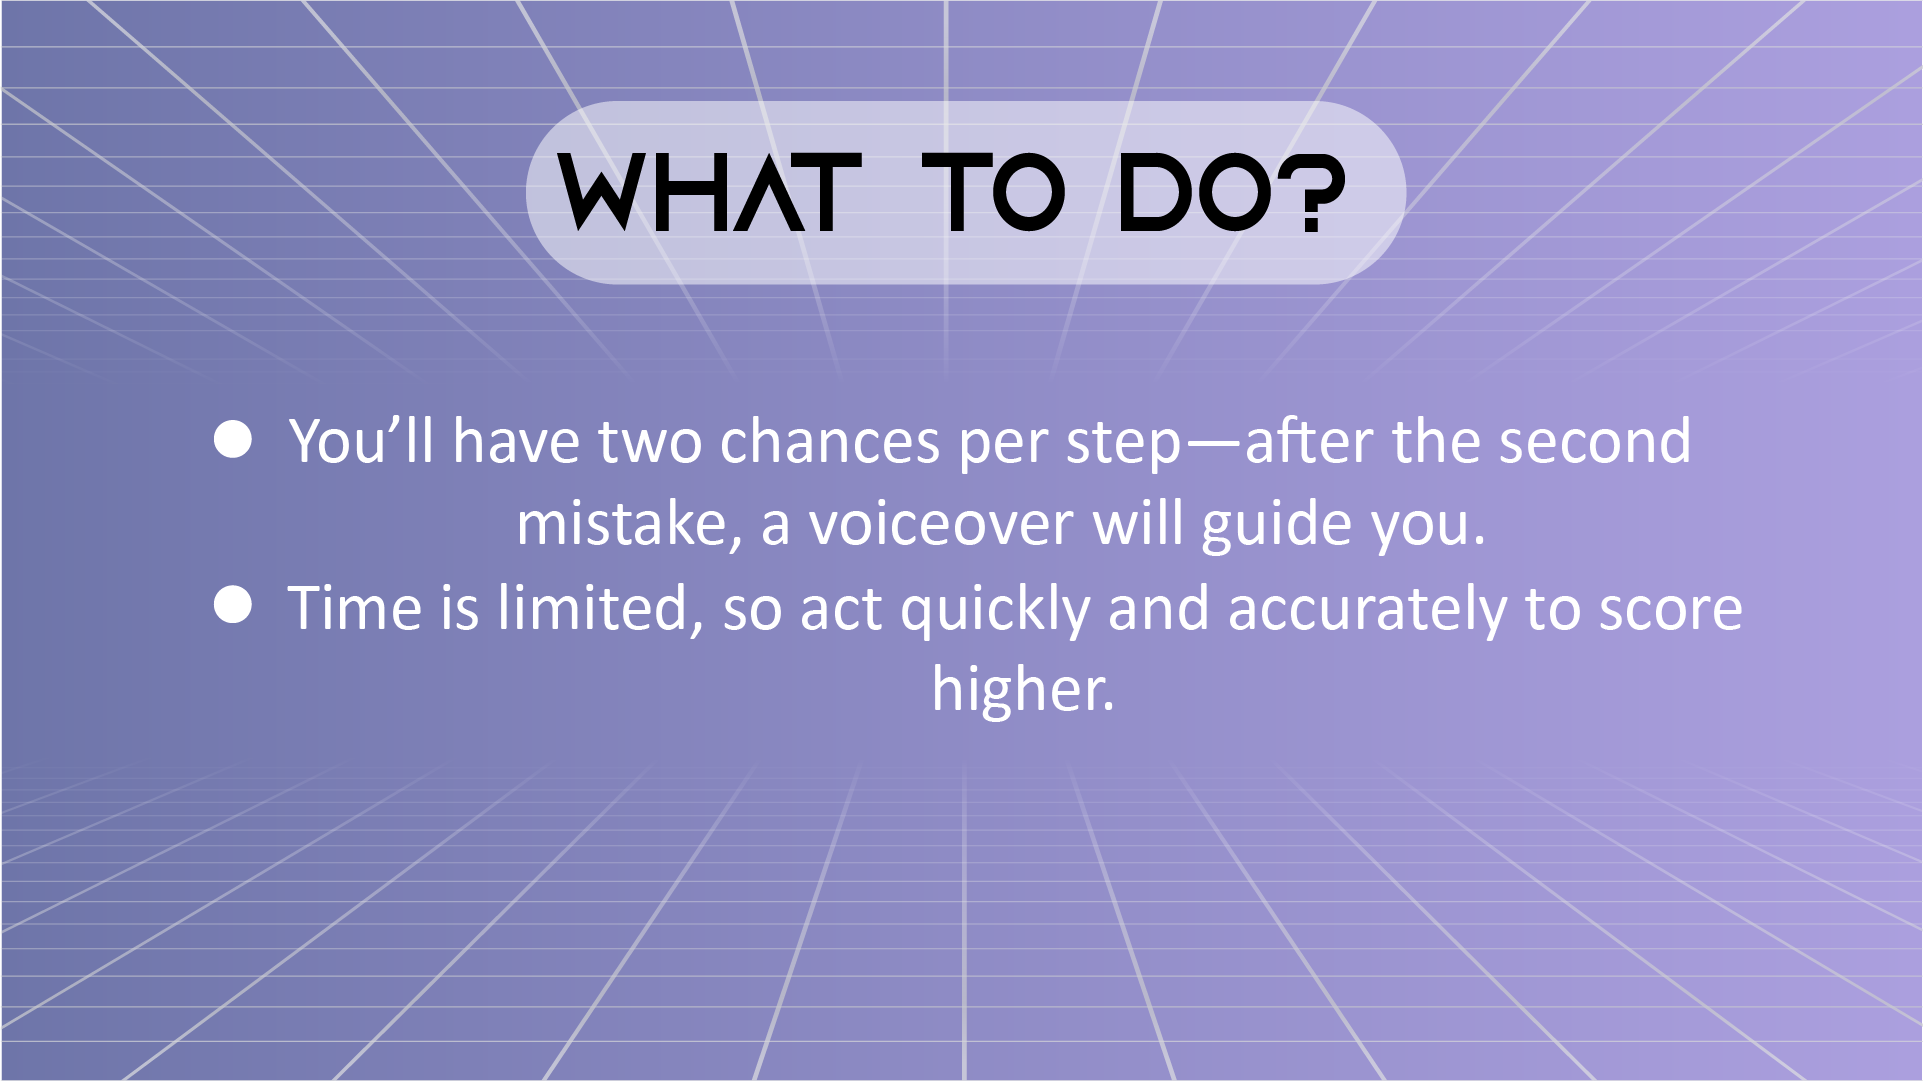 WHAT TO DO?
● You’ll have two chances per step—after the second
mistake, a voiceover will guide you.
● Time is limited, so act quickly and accurately to score
higher.